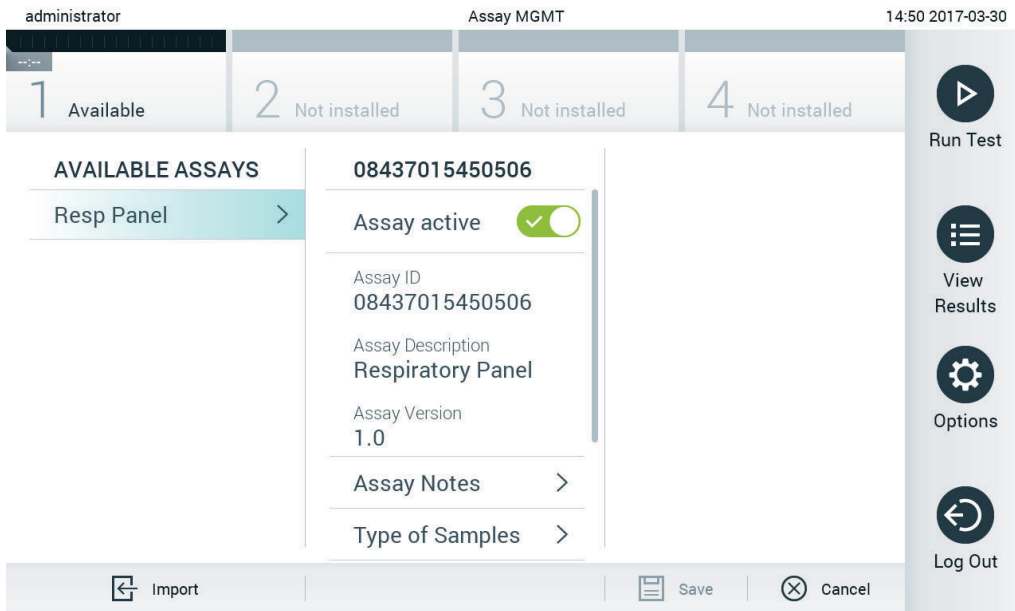 administrator
Assay MGMT
14:50 2017-03-30
--:--
1 Available
2 Not installed
3 Not installed
4 Not installed
AVAILABLE ASSAYS
Resp Panel
08437015450506
Assay active
Assay ID
08437015450506
Assay Description
Respiratory Panel
Assay Version
1.0
Assay Notes
Type of Samples
Import
Save
Cancel
Run Test
View
Results
Options
Log Out